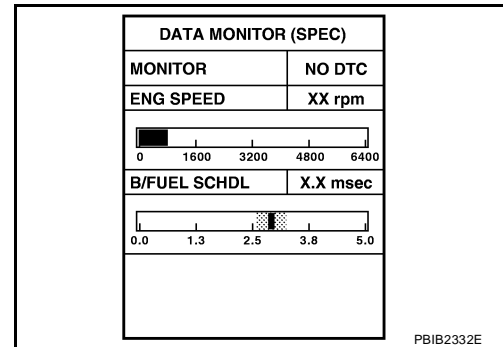 DATA MONITOR (SPEC)
MONITOR NO DTC
ENG SPEED XX rpm
0 1600 3200 4800 6400
B/FUEL SCHDL X.X msec
0.0 1.3 2.5 3.8 5.0
PBIB2332E